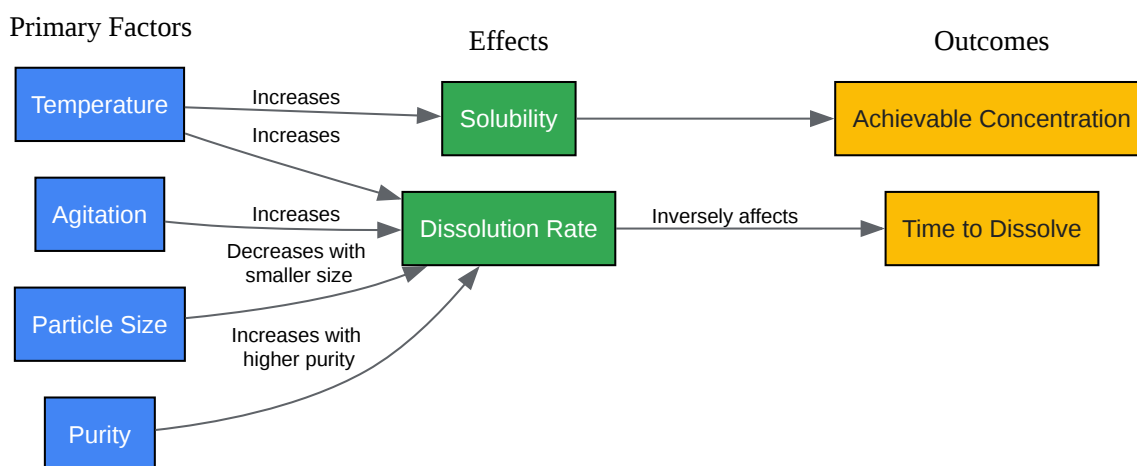 Primary Factors
Effects
Outcomes
Temperature
Increases
Solubility
Achievable Concentration
Increases
Agitation
Increases
Dissolution Rate
Inversely affects
Time to Dissolve
Decreases with
smaller size
Particle Size
Increases with
higher purity
Purity